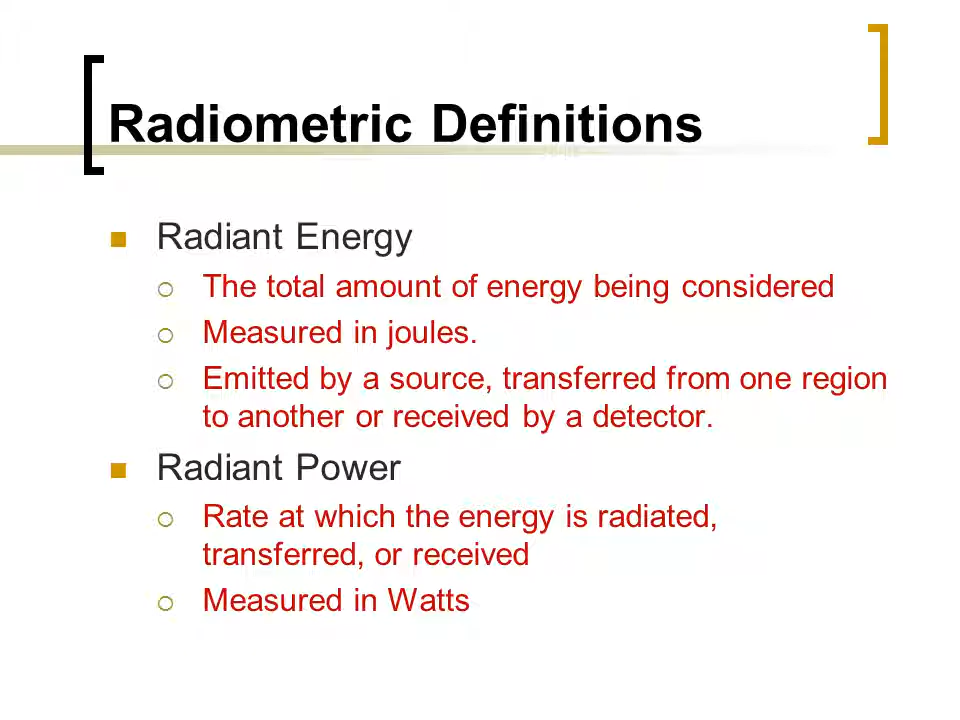 Radiometric Definitions
Radiant Energy
The total amount of energy being considered
Measured in joules.
Emitted by a source, transferred from one region
to another or received by a detector.
Radiant Power
Rate at which the energy is radiated,
transferred, or received
Measured in Watts